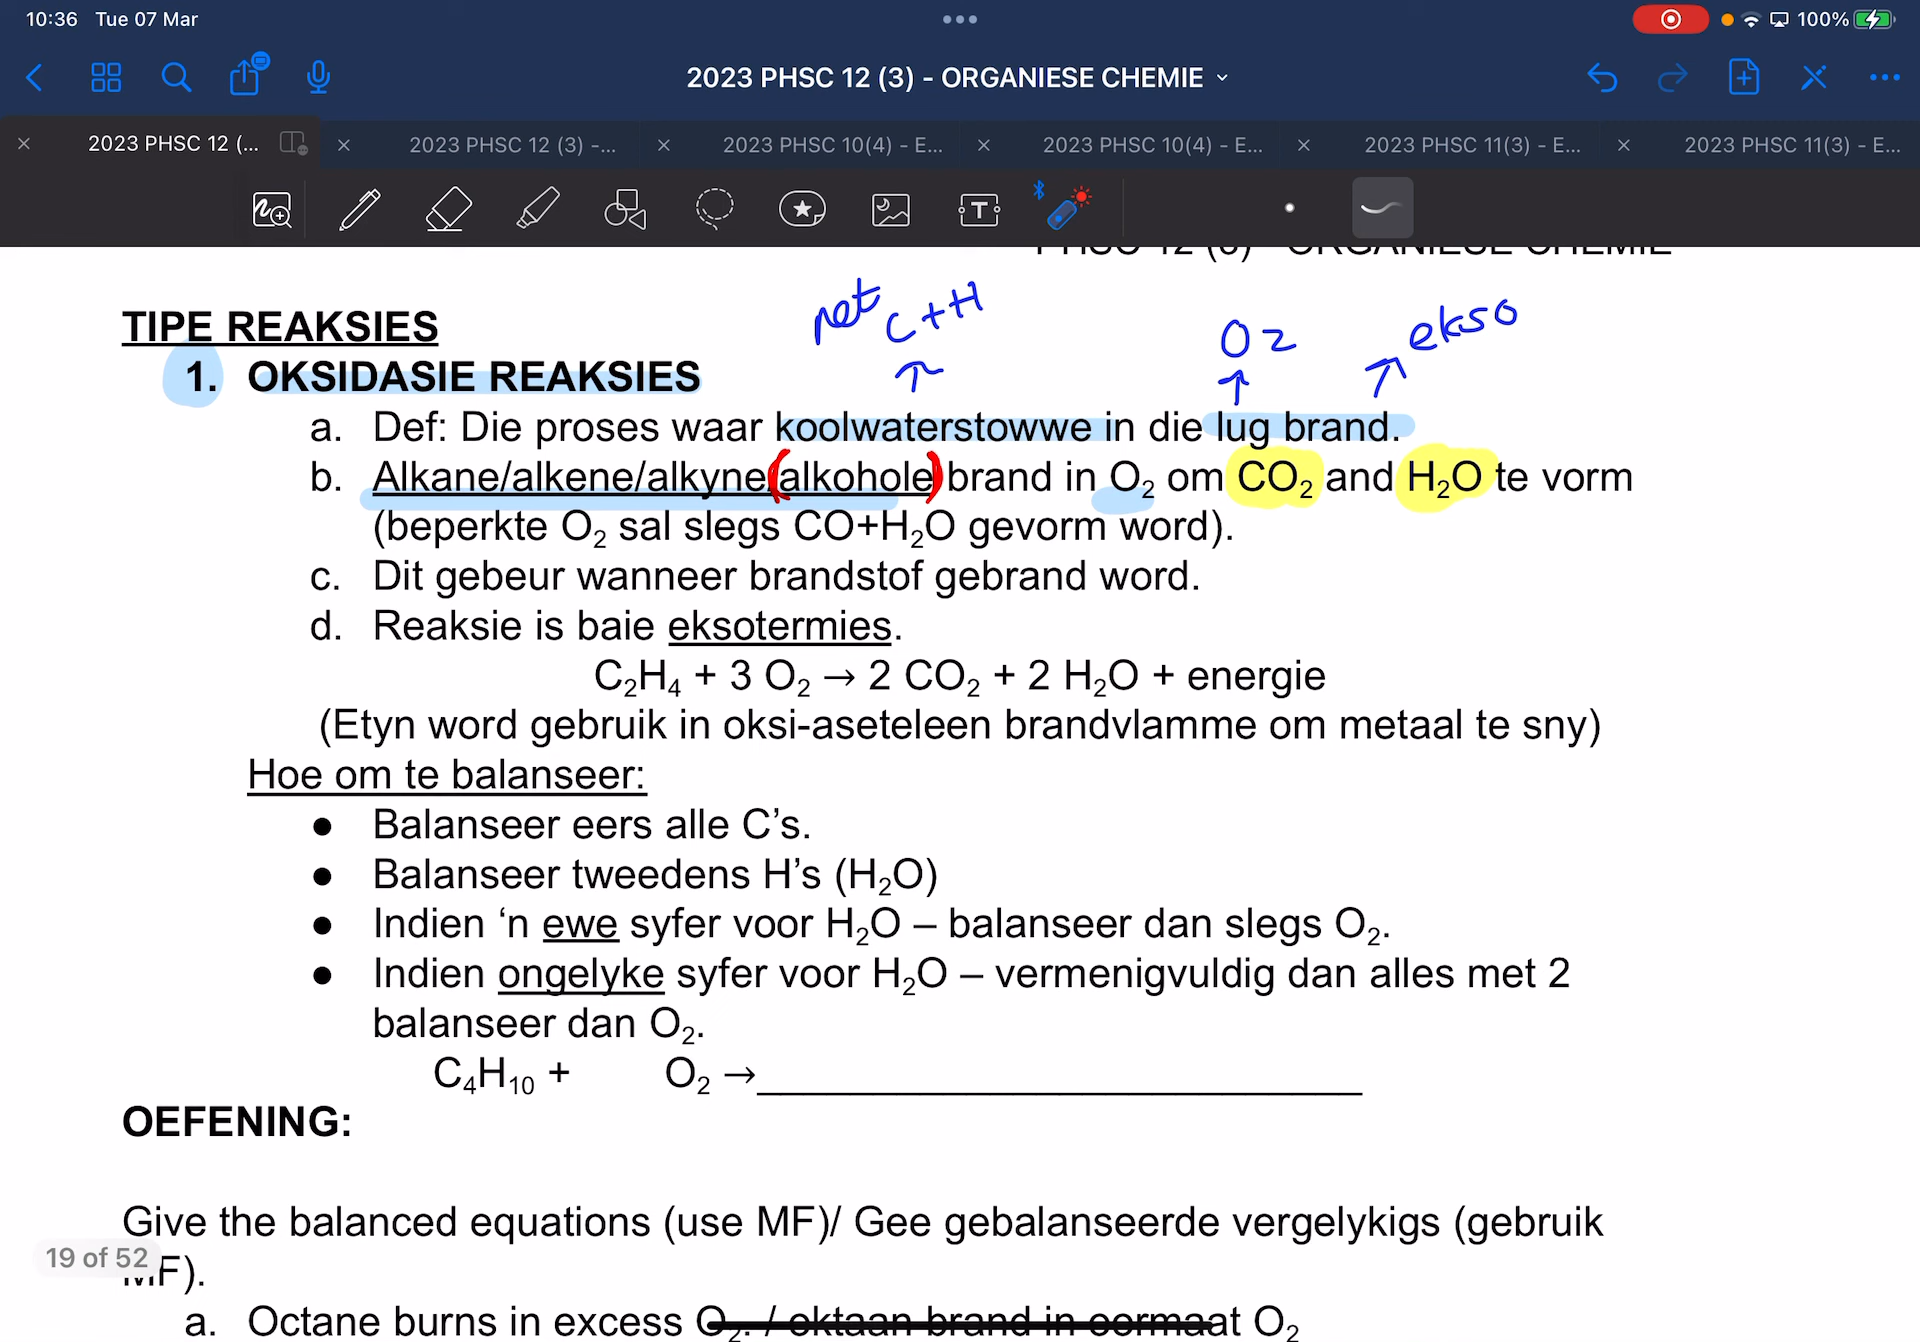 10:36 Tue 07 Mar
100%
2023 PHSC 12 (3) - ORGANIESE CHEMIE
2023 PHSC 12 (... 2023 PHSC 12 (3) -... 2023 PHSC 10(4) - E... 2023 PHSC 10(4) - E... 2023 PHSC 11(3) - E... 2023 PHSC 11(3) - E...
PHSC 12 (3) - ORGANIESE CHEMIE
net C+H
O2
ekso
TIPE REAKSIES
1. OKSIDASIE REAKSIES
a. Def: Die proses waar koolwaterstowwe in die lug brand.
b. Alkane/alkene/alkyne(alkohole) brand in O₂ om CO₂ and H₂O te vorm
(beperkte O₂ sal slegs CO+H₂O gevorm word).
c. Dit gebeur wanneer brandstof gebrand word.
d. Reaksie is baie eksotermies.
C₂H₄ + 3 O₂ → 2 CO₂ + 2 H₂O + energie
(Etyn word gebruik in oksi-aseteleen brandvlamme om metaal te sny)
Hoe om te balanseer:
● Balanseer eers alle C’s.
● Balanseer tweedens H’s (H₂O)
● Indien ‘n ewe syfer voor H₂O – balanseer dan slegs O₂.
● Indien ongelyke syfer voor H₂O – vermenigvuldig dan alles met 2
balanseer dan O₂.
C₄H₁₀ + O₂ →
OEFENING:
Give the balanced equations (use MF)/ Gee gebalanseerde vergelykigs (gebruik
MF).
19 of 52
a. Octane burns in excess O₂. / oktaan brand in oormaat O₂